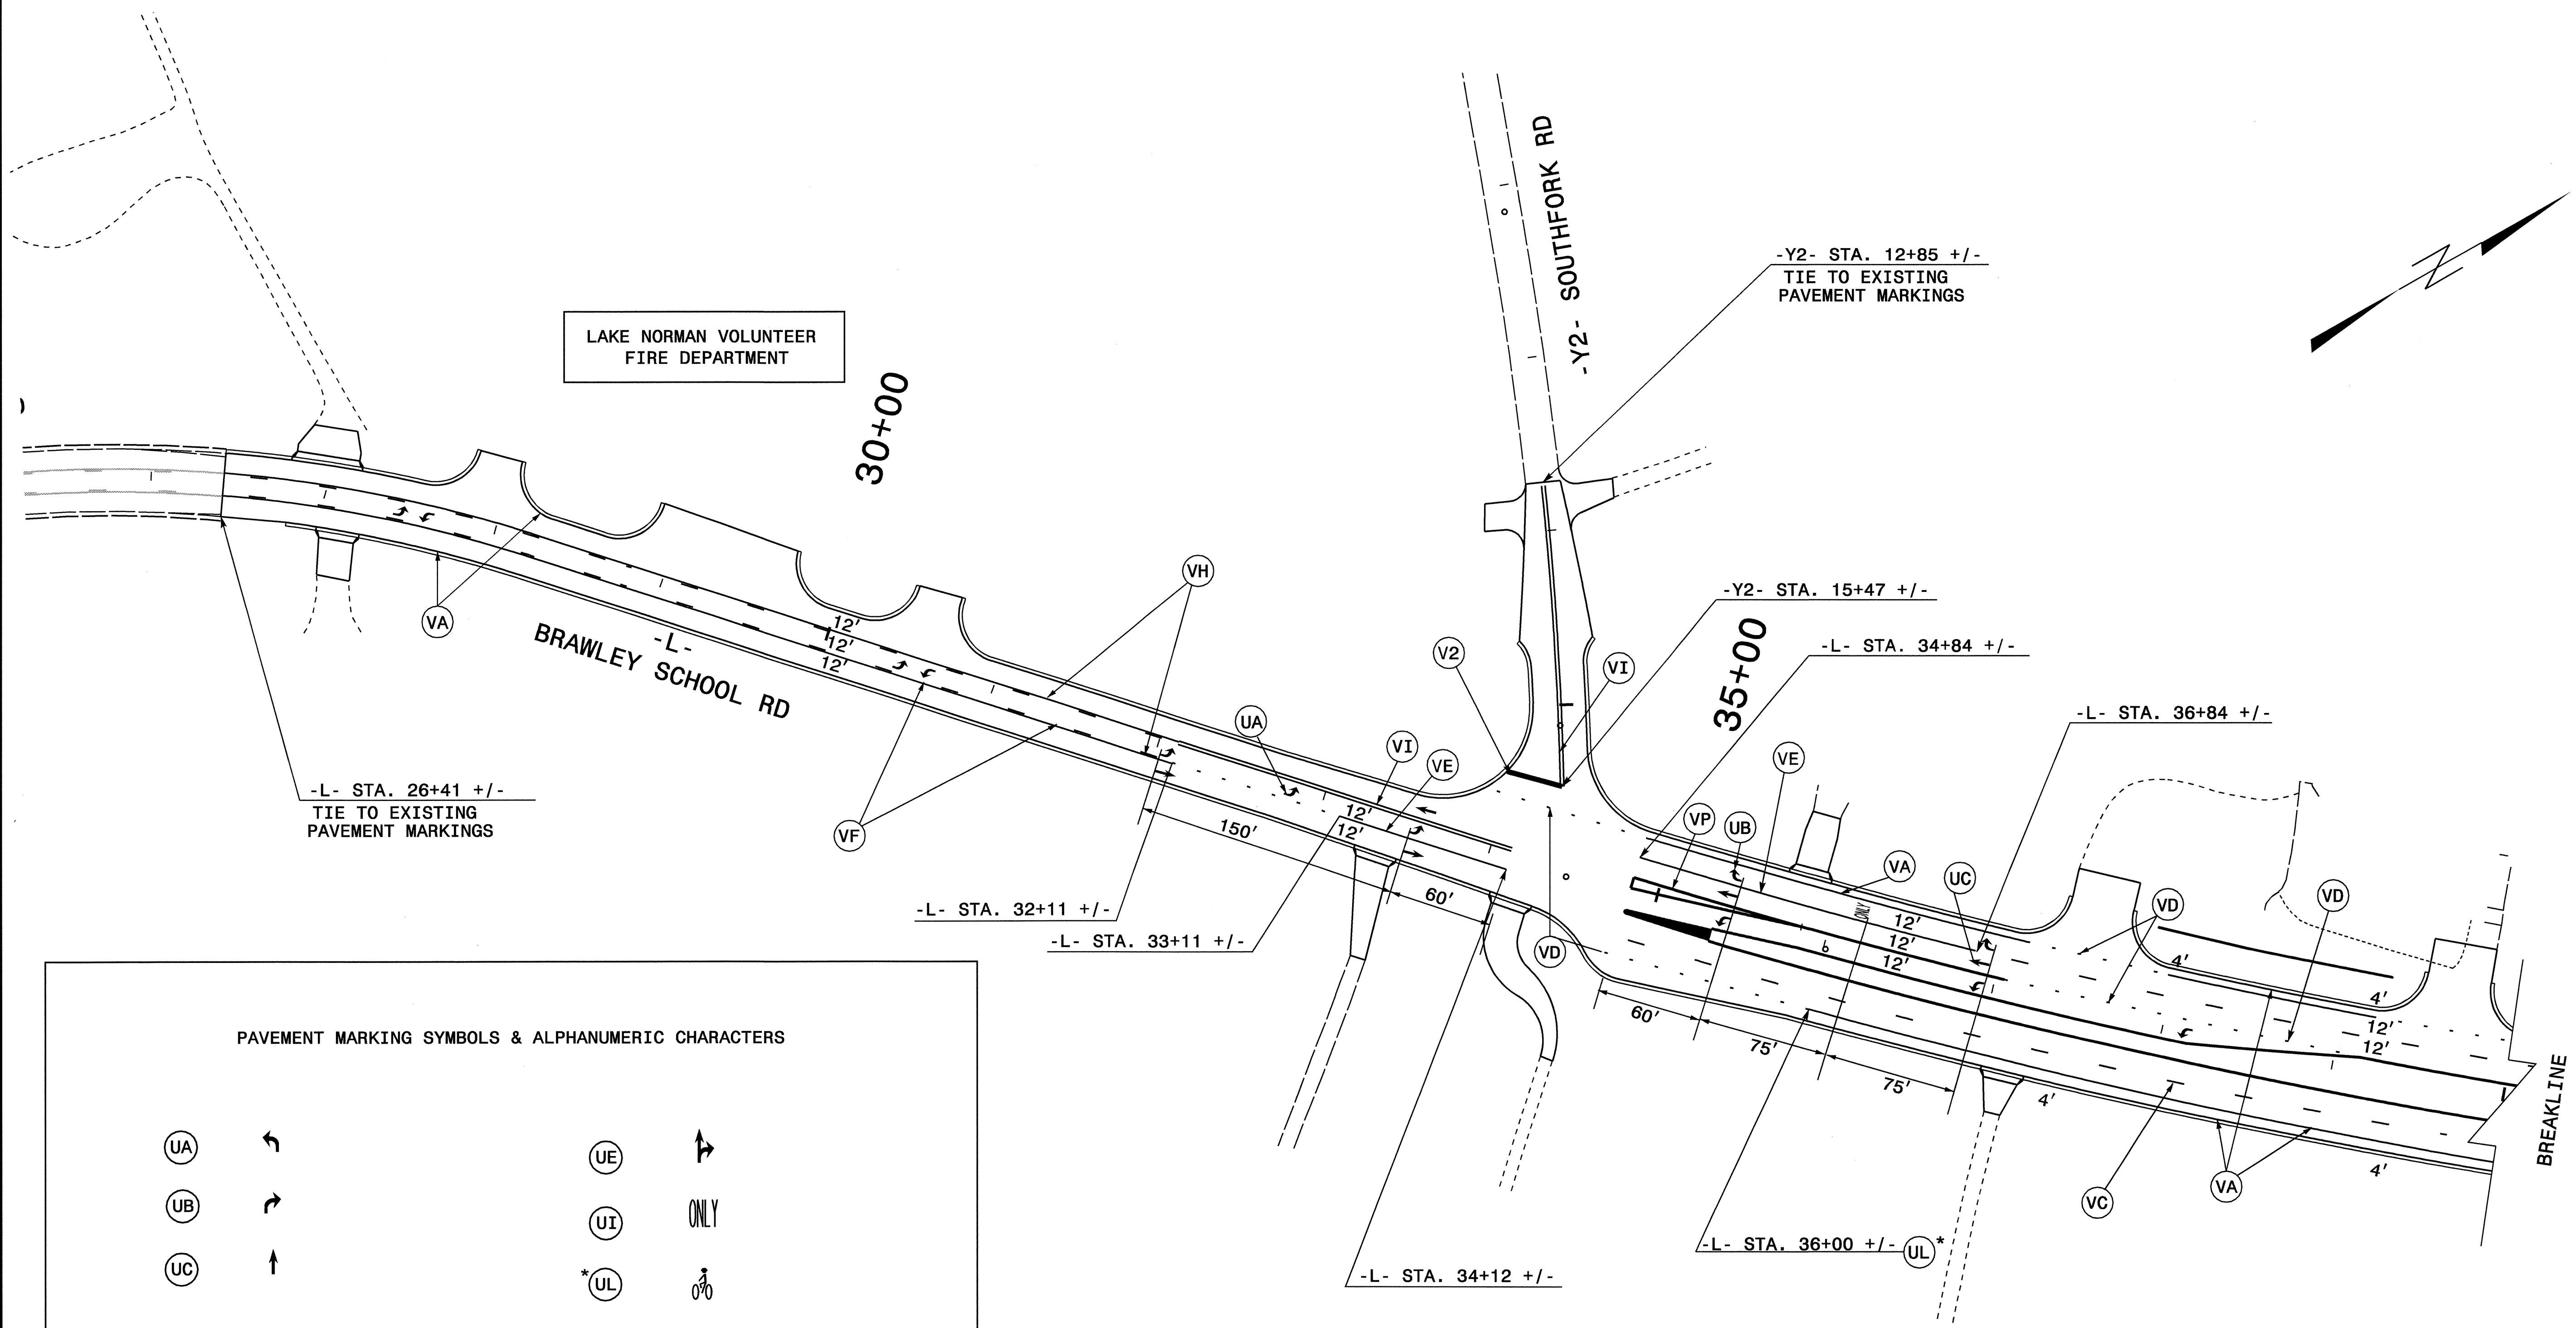 -Y2- SOUTHFORK RD
-Y2- STA. 12+85 +/-
TIE TO EXISTING
PAVEMENT MARKINGS
LAKE NORMAN VOLUNTEER
FIRE DEPARTMENT
30+00
VH
-Y2- STA. 15+47 +/-
35+00
V2
VI
-L- STA. 34+84 +/-
VA
12'
12'
12'
-L-
BRAWLEY SCHOOL RD
UA
VI
VE
-L- STA. 36+84 +/-
VE
VP
UB
VA
UC
VD
VD
-L- STA. 26+41 +/-
TIE TO EXISTING
PAVEMENT MARKINGS
VF
150'
12'
12'
60'
-L- STA. 32+11 +/-
-L- STA. 33+11 +/-
VD
ONLY
12'
12'
12'
4'
4'
12'
12'
60'
75'
75'
4'
4'
VC
VA
BREAKLINE
-L- STA. 36+00 +/- UL *
-L- STA. 34+12 +/-
PAVEMENT MARKING SYMBOLS & ALPHANUMERIC CHARACTERS
UA
UE
UB
UI ONLY
UC
* UL